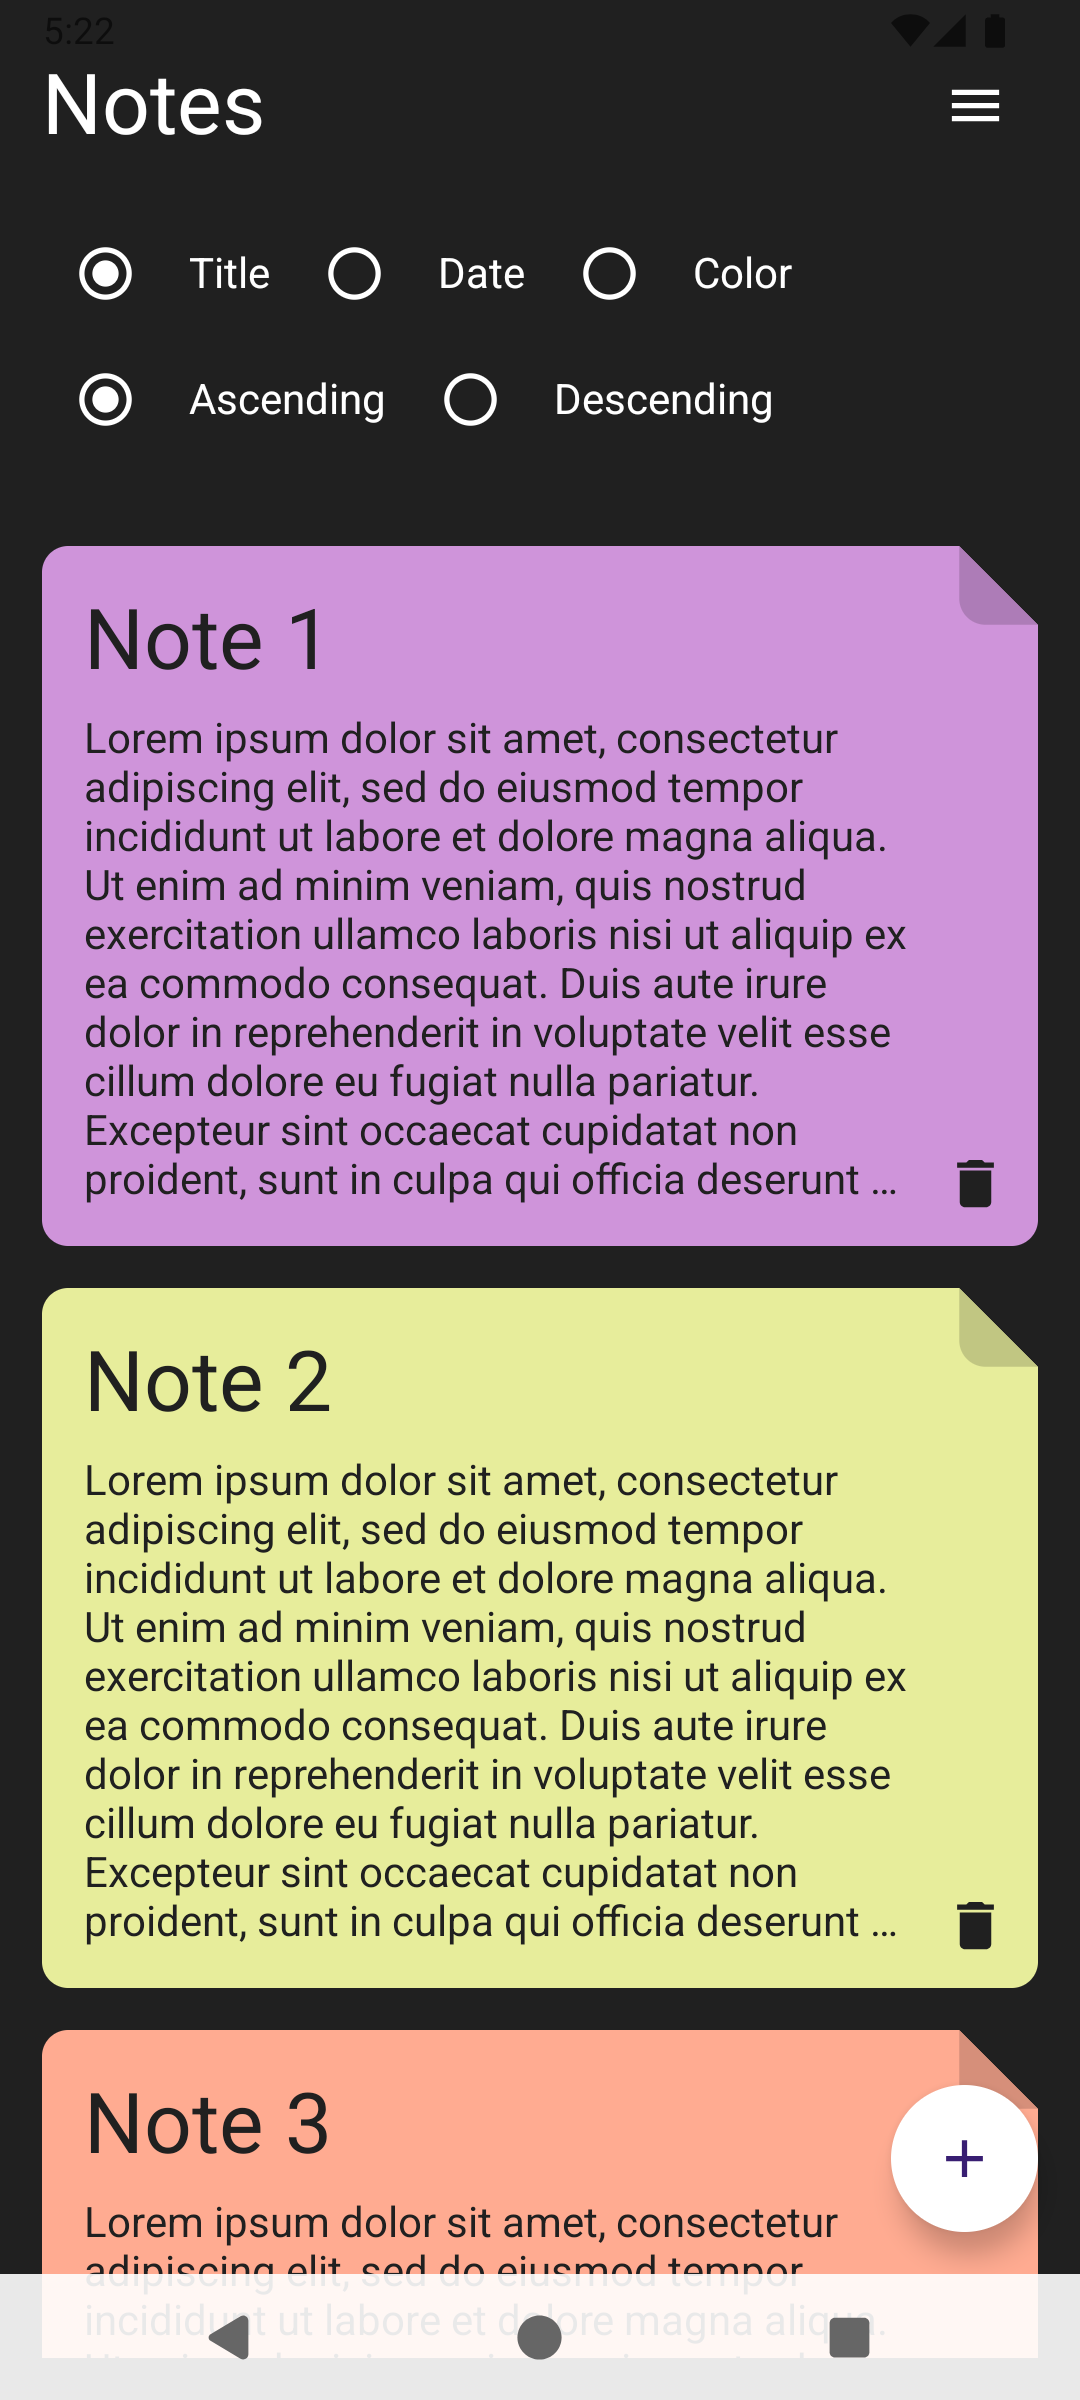 5:22
Notes
Title Date Color
Ascending Descending
Note 1
Lorem ipsum dolor sit amet, consectetur
adipiscing elit, sed do eiusmod tempor
incididunt ut labore et dolore magna aliqua.
Ut enim ad minim veniam, quis nostrud
exercitation ullamco laboris nisi ut aliquip ex
ea commodo consequat. Duis aute irure
dolor in reprehenderit in voluptate velit esse
cillum dolore eu fugiat nulla pariatur.
Excepteur sint occaecat cupidatat non
proident, sunt in culpa qui officia deserunt ...
Note 2
Lorem ipsum dolor sit amet, consectetur
adipiscing elit, sed do eiusmod tempor
incididunt ut labore et dolore magna aliqua.
Ut enim ad minim veniam, quis nostrud
exercitation ullamco laboris nisi ut aliquip ex
ea commodo consequat. Duis aute irure
dolor in reprehenderit in voluptate velit esse
cillum dolore eu fugiat nulla pariatur.
Excepteur sint occaecat cupidatat non
proident, sunt in culpa qui officia deserunt ...
Note 3
Lorem ipsum dolor sit amet, consectetur
adipiscing elit, sed do eiusmod tempor
incididunt ut labore et dolore magna aliqua.